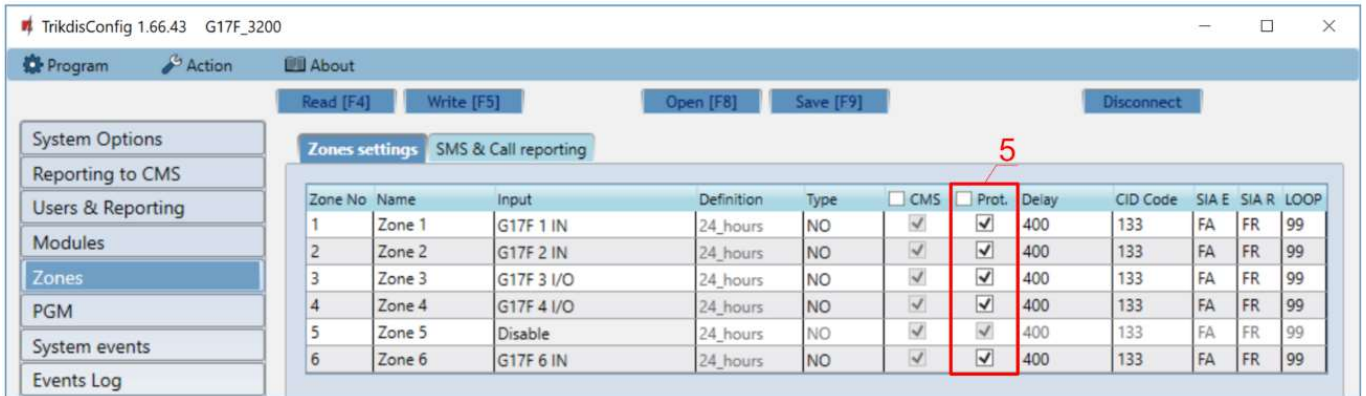 TrikdisConfig 1.66.43 G17F_3200
Program Action About
Read [F4] Write [F5] Open [F8] Save [F9] Disconnect
System Options
Reporting to CMS
Users & Reporting
Modules
Zones
PGM
System events
Events Log
Zones settings SMS & Call reporting
5
Zone No Name Input Definition Type CMS Prot. Delay CID Code SIA E SIA R LOOP
1 Zone 1 G17F 1 IN 24_hours NO 400 133 FA FR 99
2 Zone 2 G17F 2 IN 24_hours NO 400 133 FA FR 99
3 Zone 3 G17F 3 I/O 24_hours NO 400 133 FA FR 99
4 Zone 4 G17F 4 I/O 24_hours NO 400 133 FA FR 99
5 Zone 5 Disable 24_hours NO 400 133 FA FR 99
6 Zone 6 G17F 6 IN 24_hours NO 400 133 FA FR 99